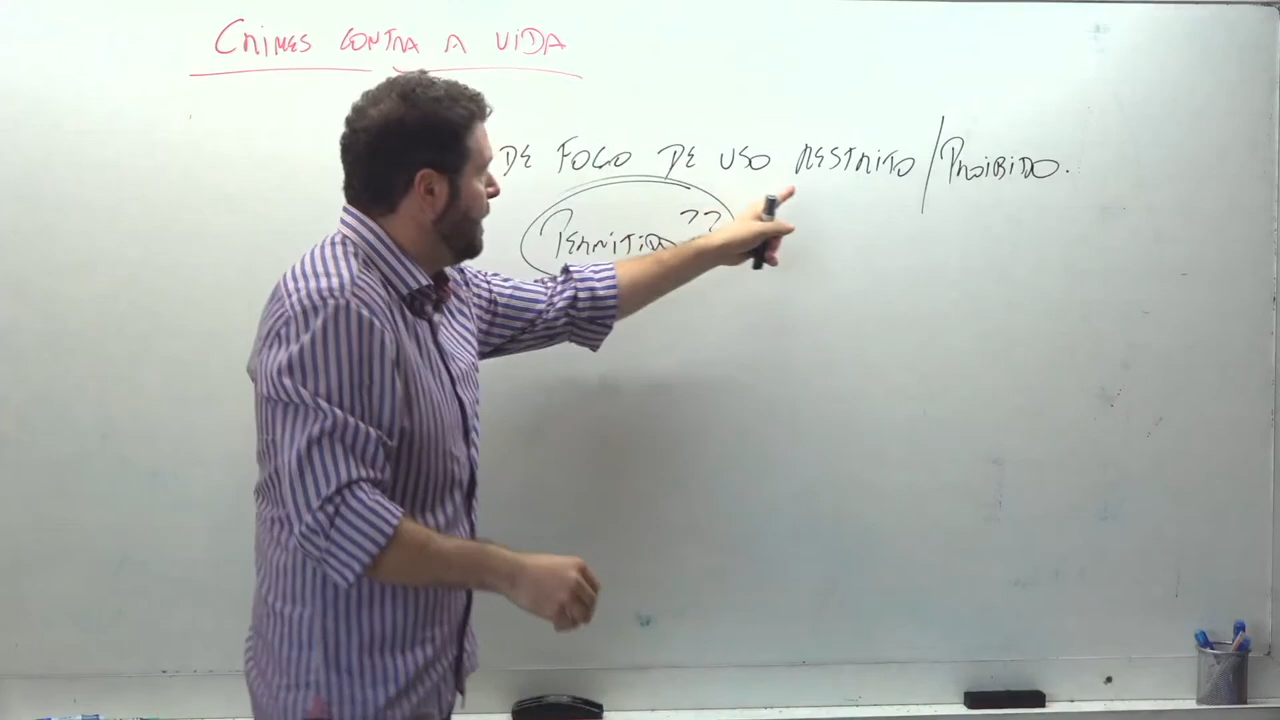 CRIMES CONTRA A VIDA
DE FOGO DE USO RESTRITO/PROIBIDO.
PERMITIDO ??